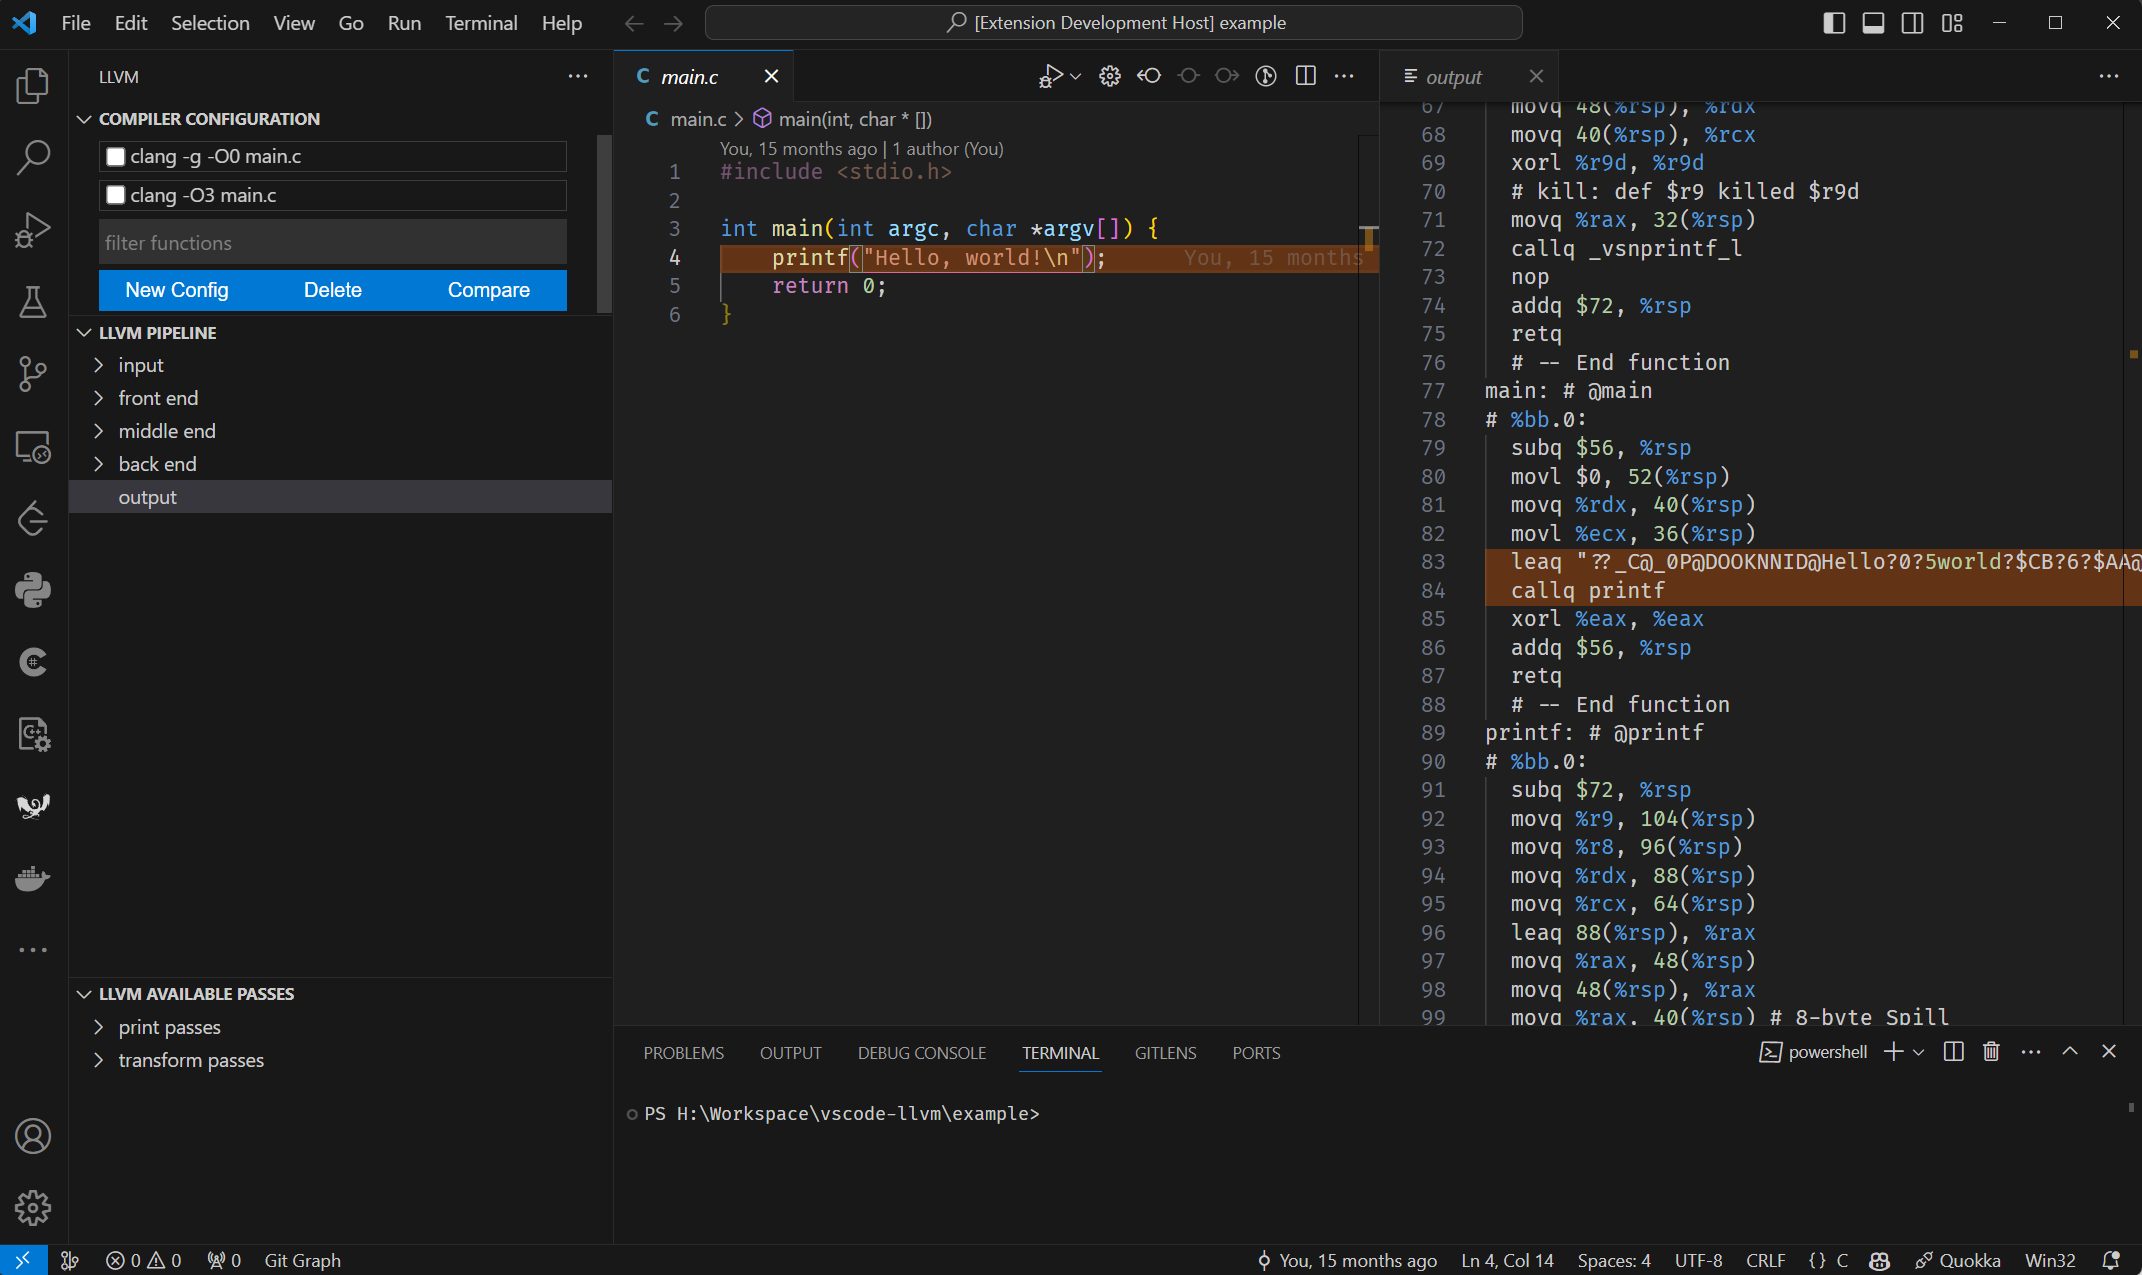 File Edit Selection View Go Run Terminal Help
[Extension Development Host] example
LLVM
COMPILER CONFIGURATION
clang -g -O0 main.c
clang -O3 main.c
filter functions
New Config Delete Compare
LLVM PIPELINE
input
front end
middle end
back end
output
LLVM AVAILABLE PASSES
print passes
transform passes
C main.c
C main.c > main(int, char * [])
You, 15 months ago | 1 author (You)
1 #include <stdio.h>
2
3 int main(int argc, char *argv[]) {
4 printf("Hello, world!\n"); You, 15 months
5 return 0;
6 }
output
67 movq 48(%rsp), %rdx
68 movq 40(%rsp), %rcx
69 xorl %r9d, %r9d
70 # kill: def $r9 killed $r9d
71 movq %rax, 32(%rsp)
72 callq _vsnprintf_l
73 nop
74 addq $72, %rsp
75 retq
76 # -- End function
77 main: # @main
78 # %bb.0:
79 subq $56, %rsp
80 movl $0, 52(%rsp)
81 movq %rdx, 40(%rsp)
82 movl %ecx, 36(%rsp)
83 leaq "??_C@_0P@DOOKNNID@Hello?0?5world?$CB?6?$AA@
84 callq printf
85 xorl %eax, %eax
86 addq $56, %rsp
87 retq
88 # -- End function
89 printf: # @printf
90 # %bb.0:
91 subq $72, %rsp
92 movq %r9, 104(%rsp)
93 movq %r8, 96(%rsp)
94 movq %rdx, 88(%rsp)
95 movq %rcx, 64(%rsp)
96 leaq 88(%rsp), %rax
97 movq %rax, 48(%rsp)
98 movq 48(%rsp), %rax
99 movq %rax, 40(%rsp) # 8-byte Spill
PROBLEMS OUTPUT DEBUG CONSOLE TERMINAL GITLENS PORTS
powershell
PS H:\Workspace\vscode-llvm\example>
0 0 0 Git Graph
You, 15 months ago Ln 4, Col 14 Spaces: 4 UTF-8 CRLF {} C Quokka Win32